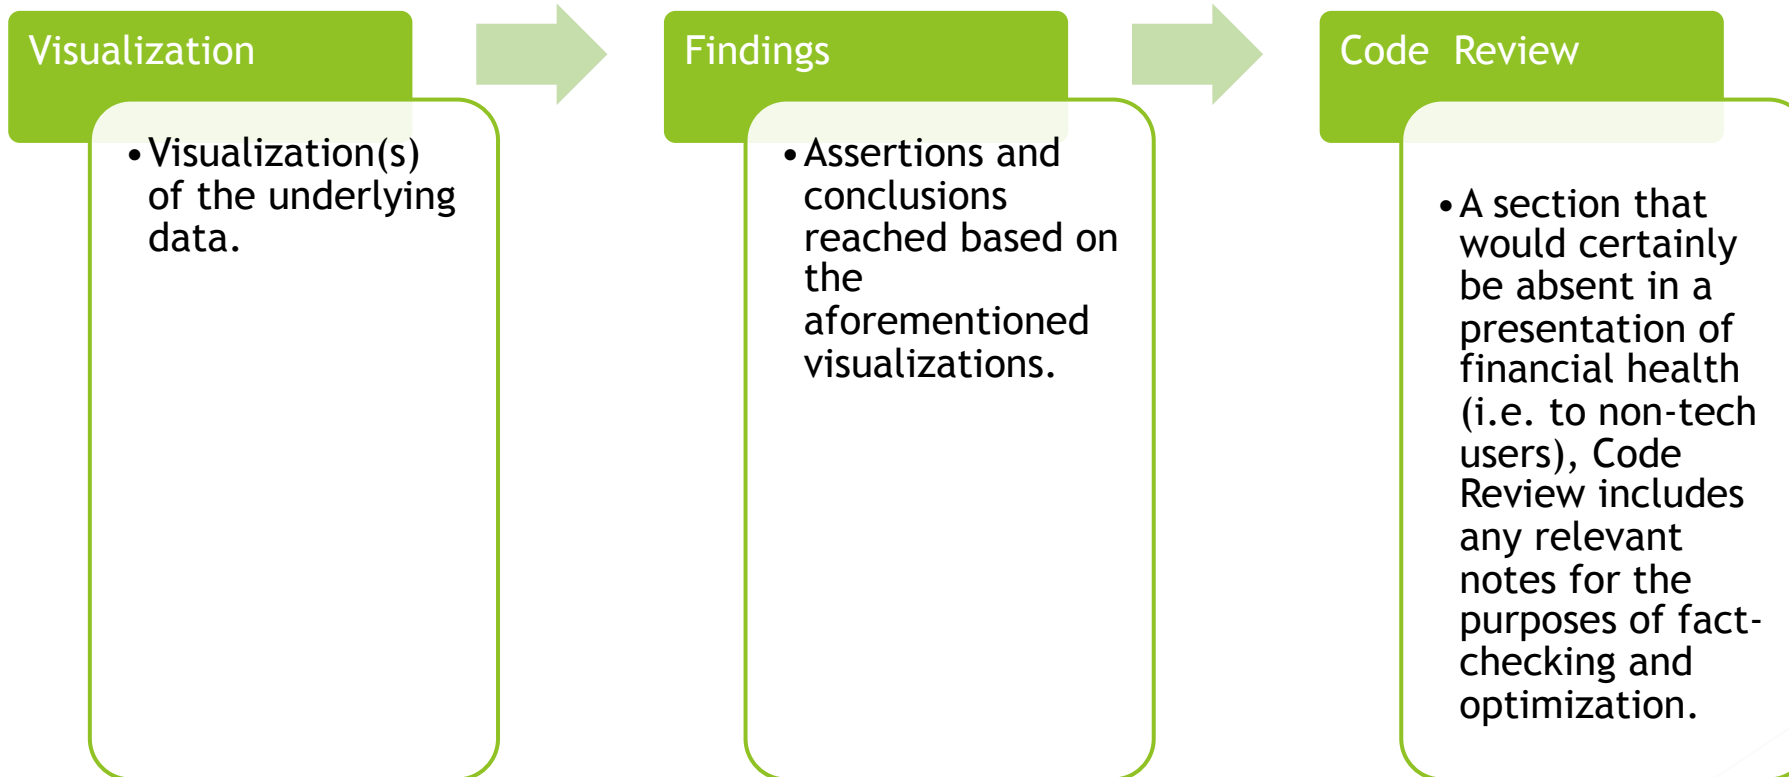 Visualization
•Visualization(s)
of the underlying
data.
Findings
•Assertions and
conclusions
reached based on
the
aforementioned
visualizations.
Code Review
•A section that
would certainly
be absent in a
presentation of
financial health
(i.e. to non-tech
users), Code
Review includes
any relevant
notes for the
purposes of fact-
checking and
optimization.